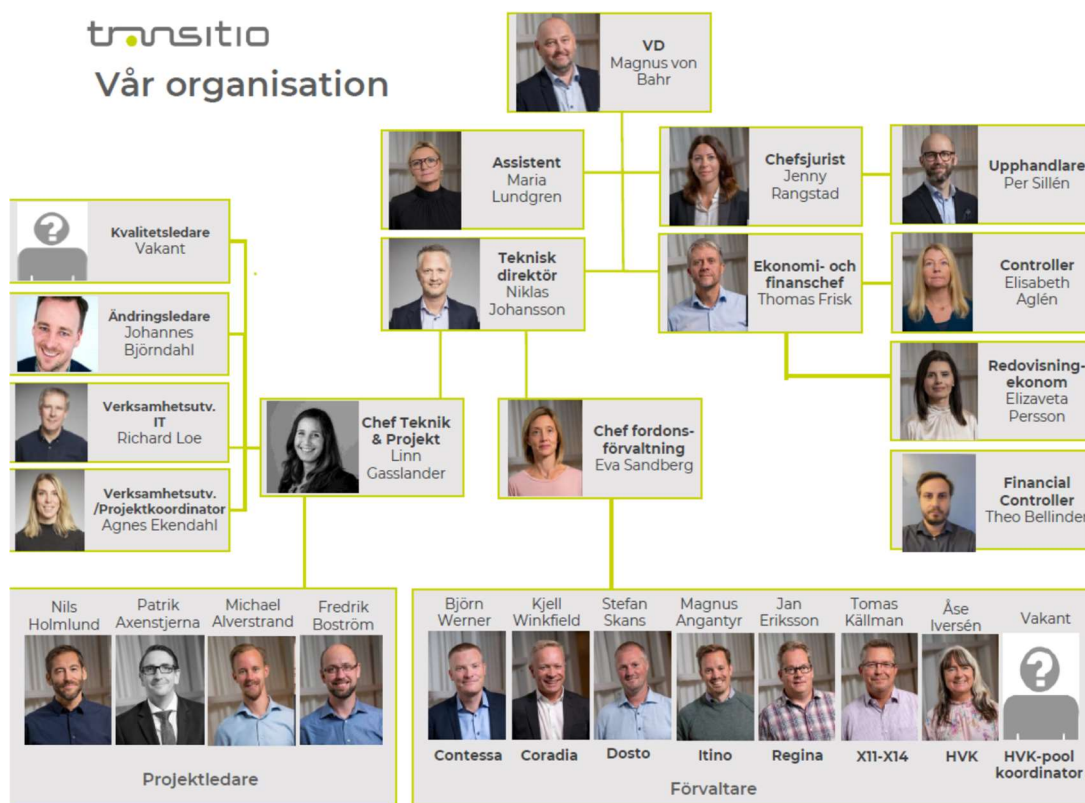 transitio
Vår organisation
VD
Magnus von
Bahr
Assistent
Maria
Lundgren
Chefsjurist
Jenny
Rangstad
Upphandlare
Per Sillén
Kvalitetsledare
Vakant
Teknisk
direktör
Niklas
Johansson
Ekonomi- och
finanschef
Thomas Frisk
Controller
Elisabeth
Aglén
Ändringsledare
Johannes
Björndahl
Redovisning-
ekonom
Elizaveta
Persson
Verksamhetsutv.
IT
Richard Loe
Chef Teknik
& Projekt
Linn
Gasslander
Chef fordons-
förvaltning
Eva Sandberg
Verksamhetsutv.
/Projektkoordinator
Agnes Ekendahl
Financial
Controller
Theo Bellinder
Nils
Holmlund
Patrik
Axenstjerna
Michael
Alverstrand
Fredrik
Boström
Projektledare
Björn
Werner
Kjell
Winkfield
Stefan
Skans
Magnus
Angantyr
Jan
Eriksson
Tomas
Källman
Åse
Iversén
Vakant
Contessa
Coradia
Dosto
Itino
Regina
X11-X14
HVK
HVK-pool
koordinator
Förvaltare